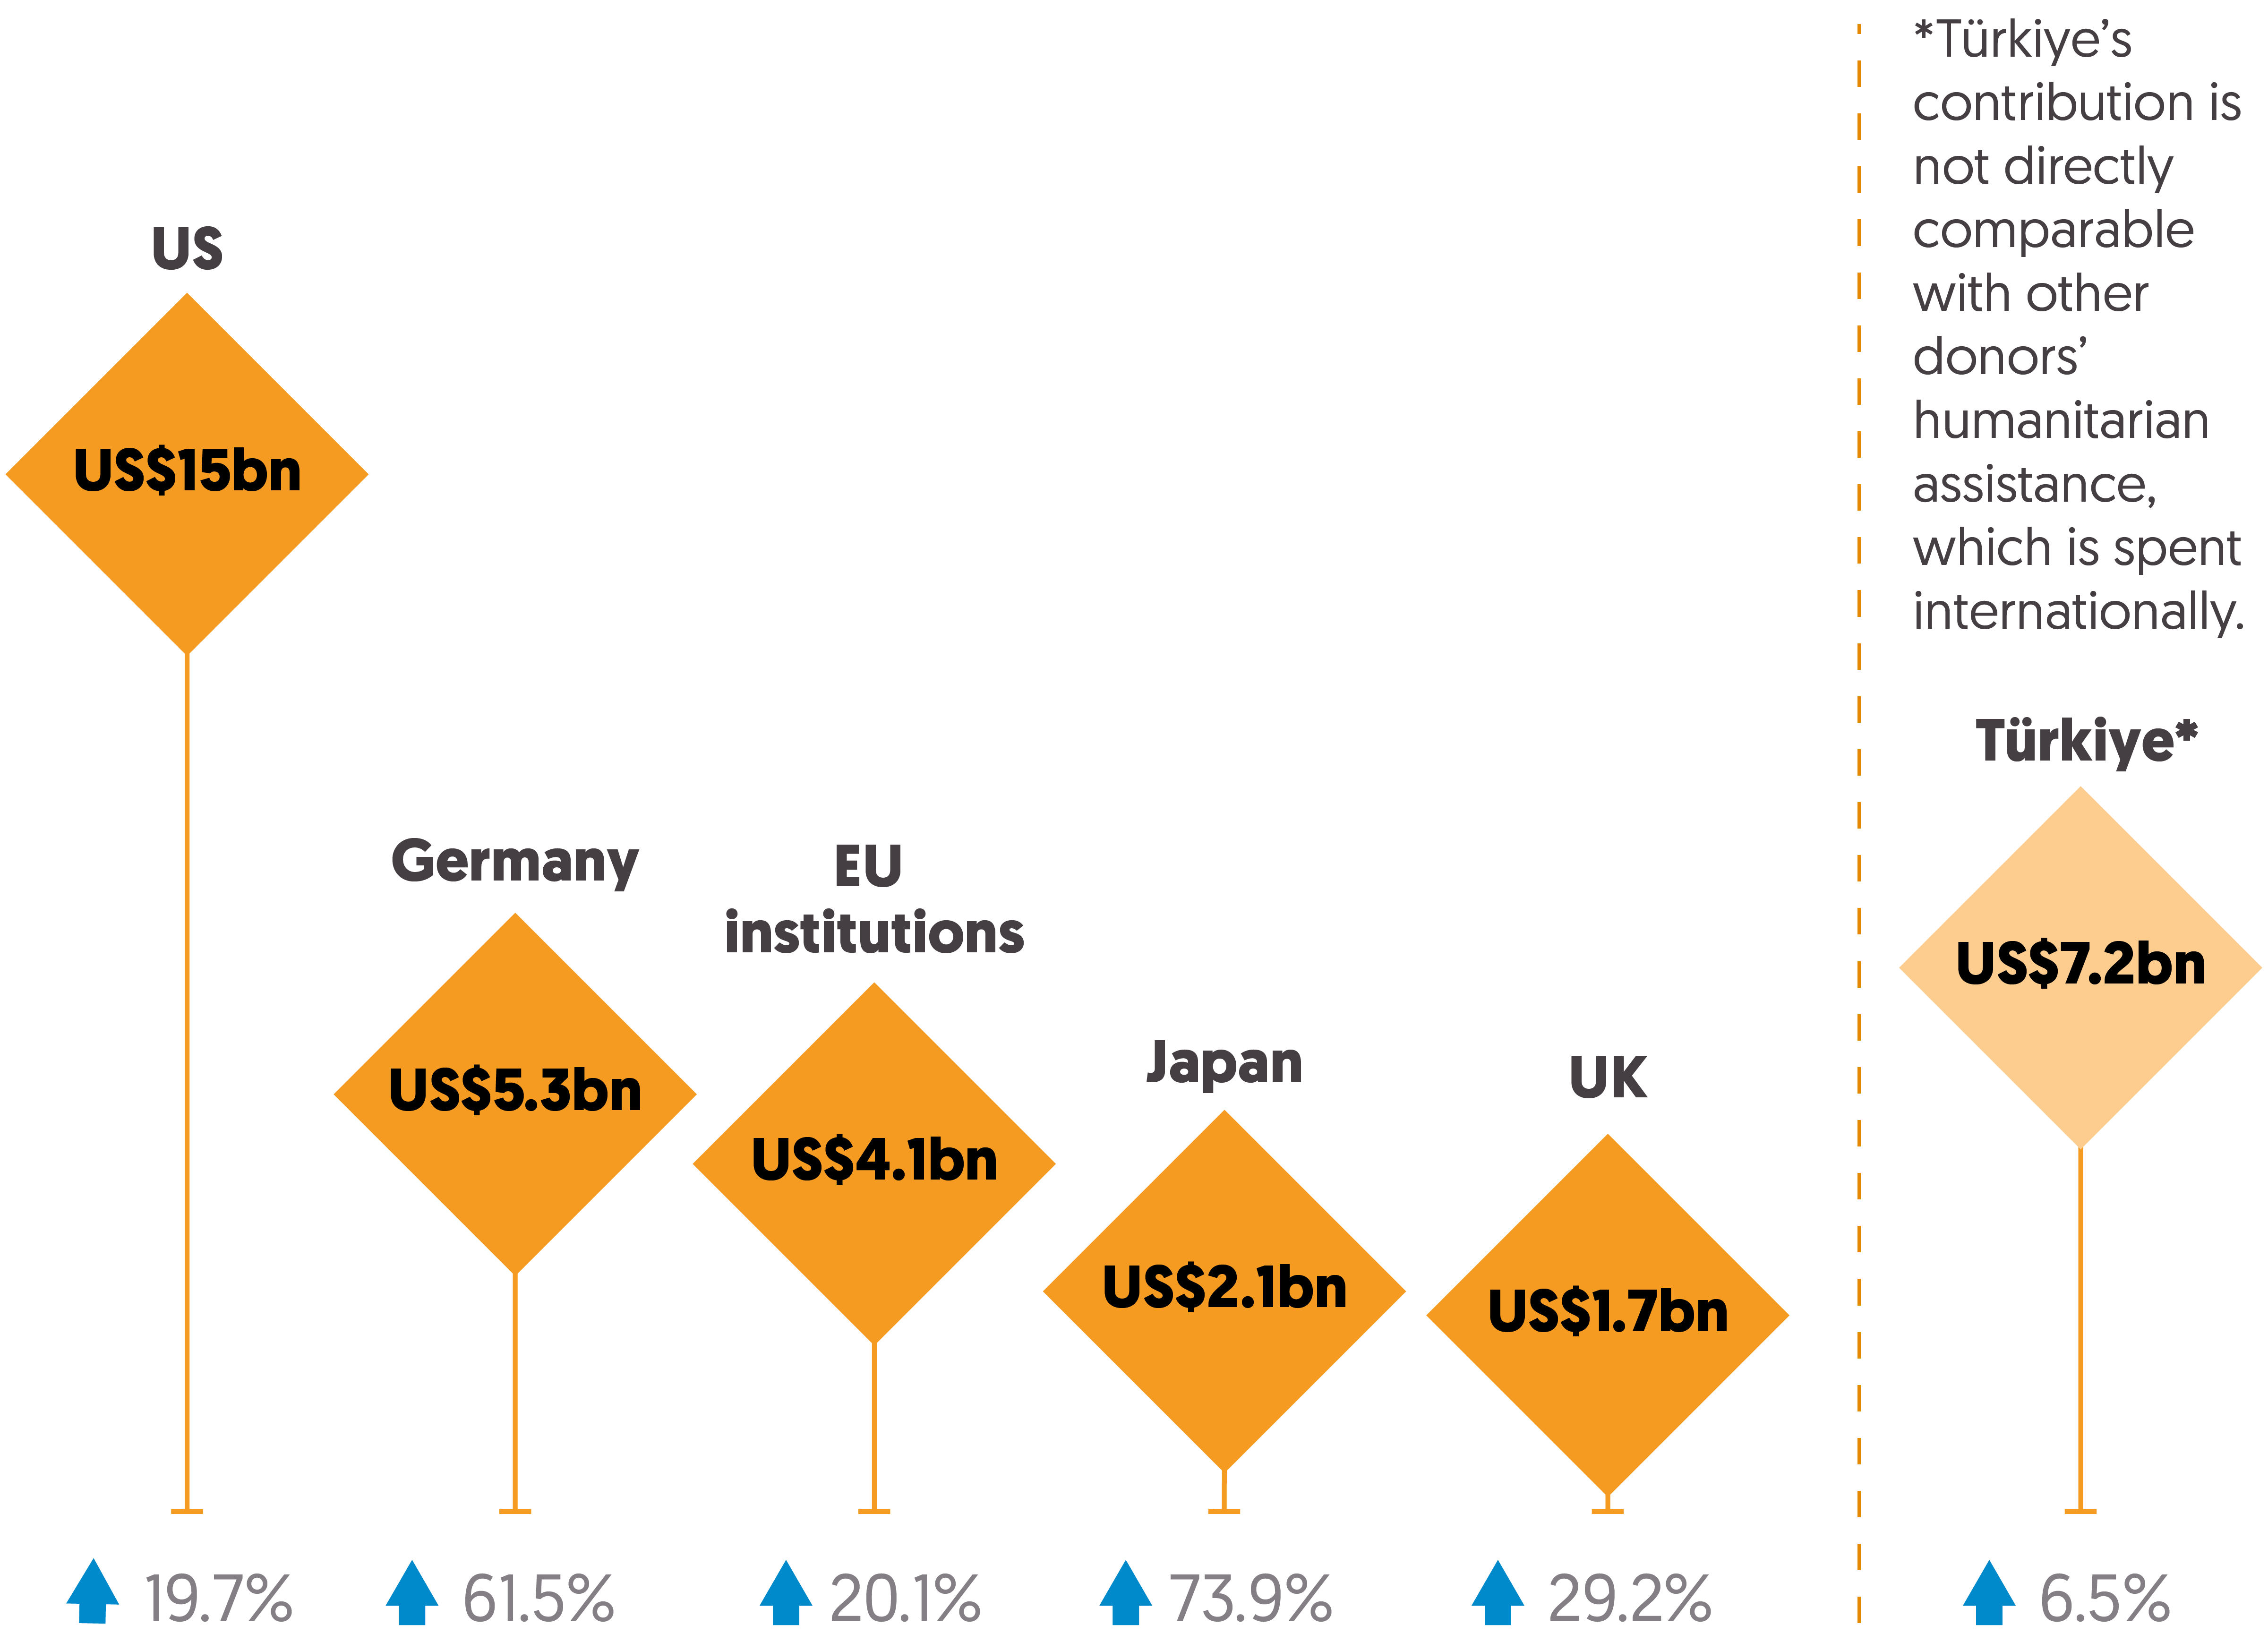 *Türkiye’s
contribution is
not directly
comparable
with other
donors’
humanitarian
assistance,
which is spent
internationally.
US
US$15bn
Germany
US$5.3bn
EU
institutions
US$4.1bn
Japan
US$2.1bn
UK
US$1.7bn
Türkiye*
US$7.2bn
19.7%
61.5%
20.1%
73.9%
29.2%
6.5%